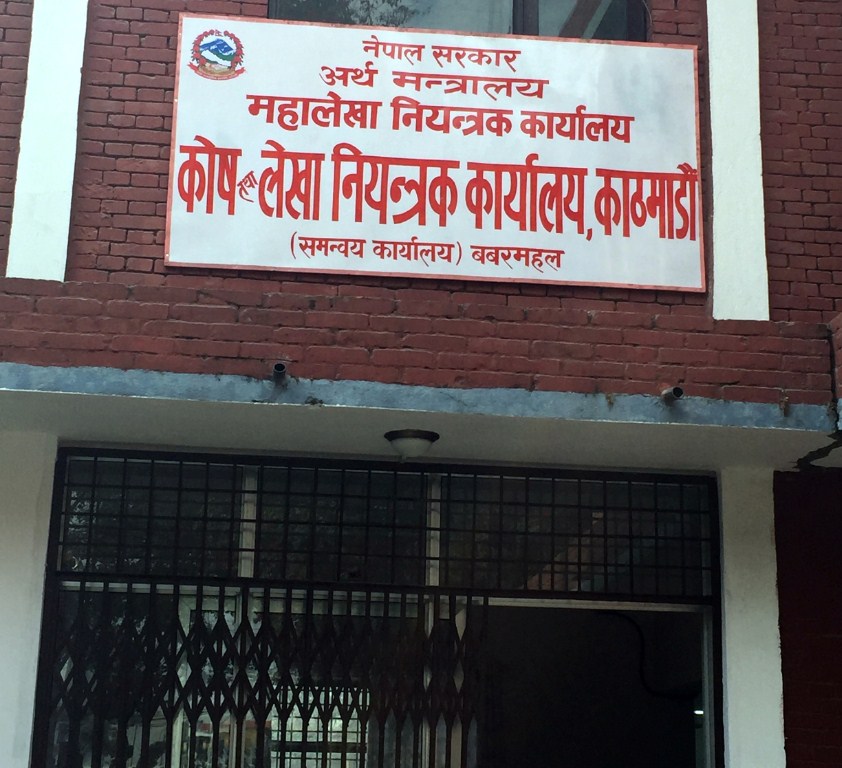 नेपाल सरकार
अर्थ मन्त्रालय
महालेखा नियन्त्रक कार्यालय
कोष तथा लेखा नियन्त्रक कार्यालय, काठमाडौं
(समन्वय कार्यालय) बबरमहल